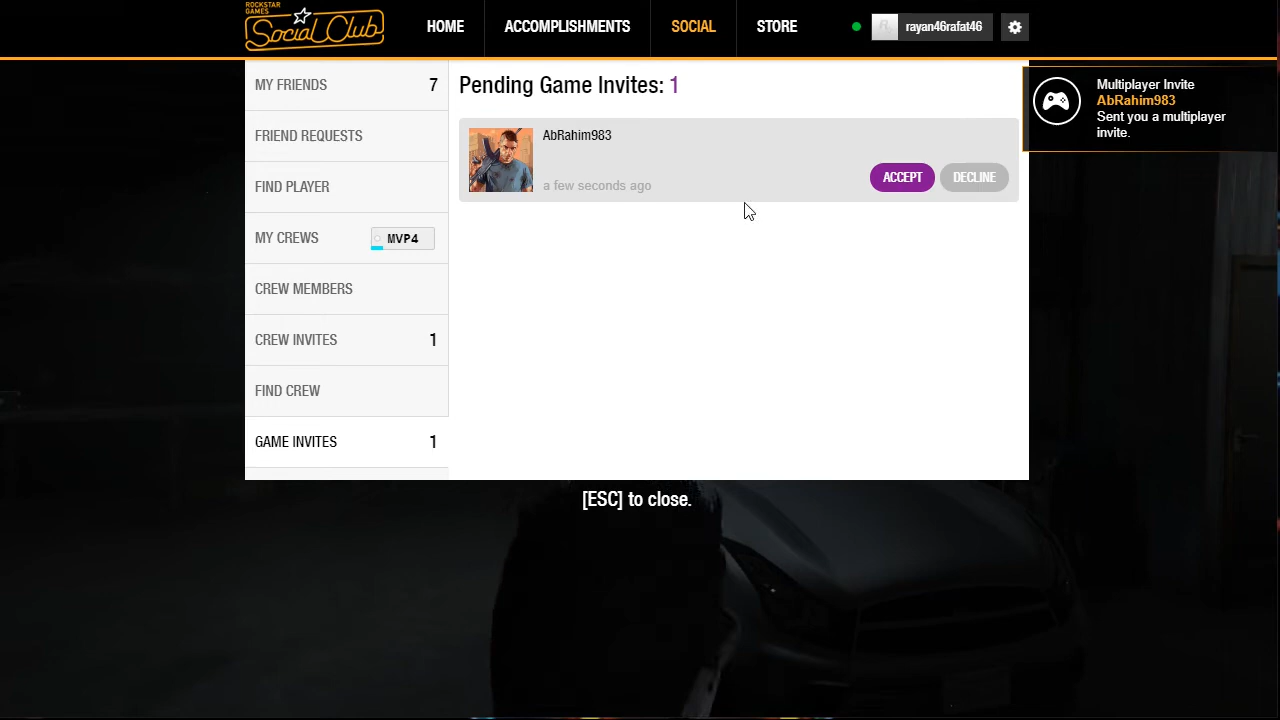 ROCKSTAR
GAMES
Social Club
HOME
ACCOMPLISHMENTS
SOCIAL
STORE
rayan46rafat46
MY FRIENDS 7
FRIEND REQUESTS
FIND PLAYER
MY CREWS MVP4
CREW MEMBERS
CREW INVITES 1
FIND CREW
GAME INVITES 1
Pending Game Invites: 1
AbRahim983
a few seconds ago
ACCEPT
DECLINE
Multiplayer Invite
AbRahim983
Sent you a multiplayer
invite.
[ESC] to close.